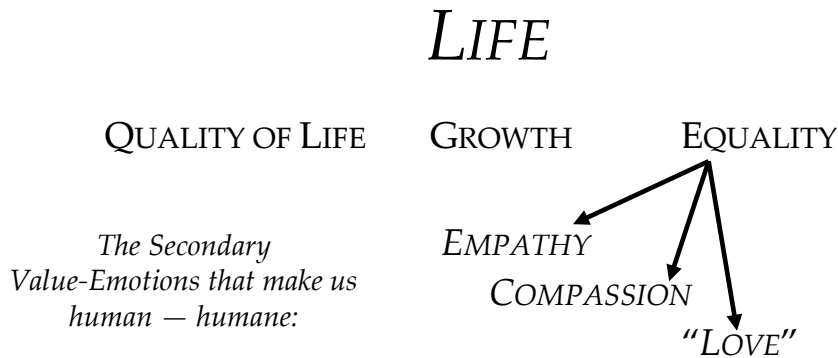 LIFE
QUALITY OF LIFE GROWTH EQUALITY
The Secondary
Value-Emotions that make us
human — humane:
EMPATHY
COMPASSION
“LOVE”